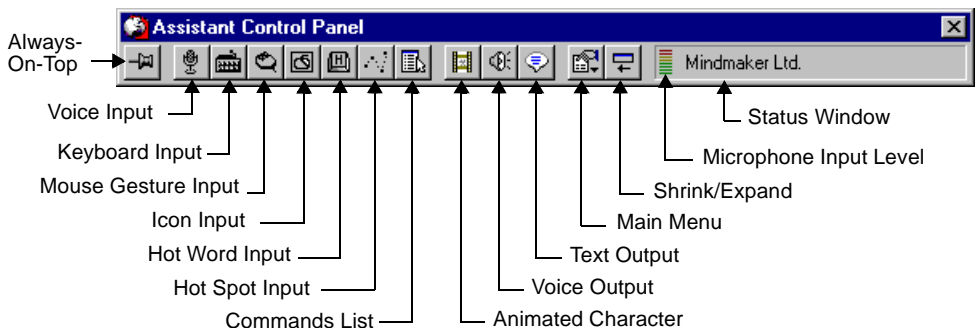 Assistant Control Panel
Always-
On-Top
Mindmaker Ltd.
Voice Input
Status Window
Keyboard Input
Microphone Input Level
Mouse Gesture Input
Shrink/Expand
Icon Input
Main Menu
Hot Word Input
Text Output
Hot Spot Input
Voice Output
Commands List
Animated Character